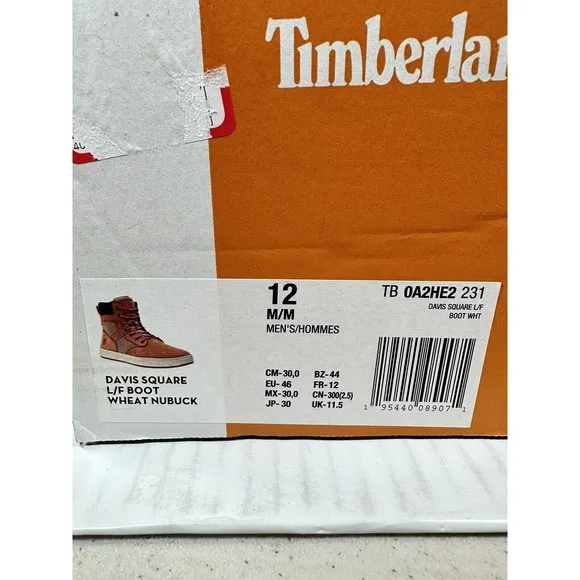 Timberlan
40
12
M/M
MEN'S/HOMMES
TB 0A2HE2 231
DAVIS SQUARE L/F
BOOT WHT
DAVIS SQUARE
L/F BOOT
WHEAT NUBUCK
CM-30,0 BZ-44
EU- 46 FR-12
MX-30,0 CN-300(2.5)
JP- 30 UK-11.5
1 95440 08907 1